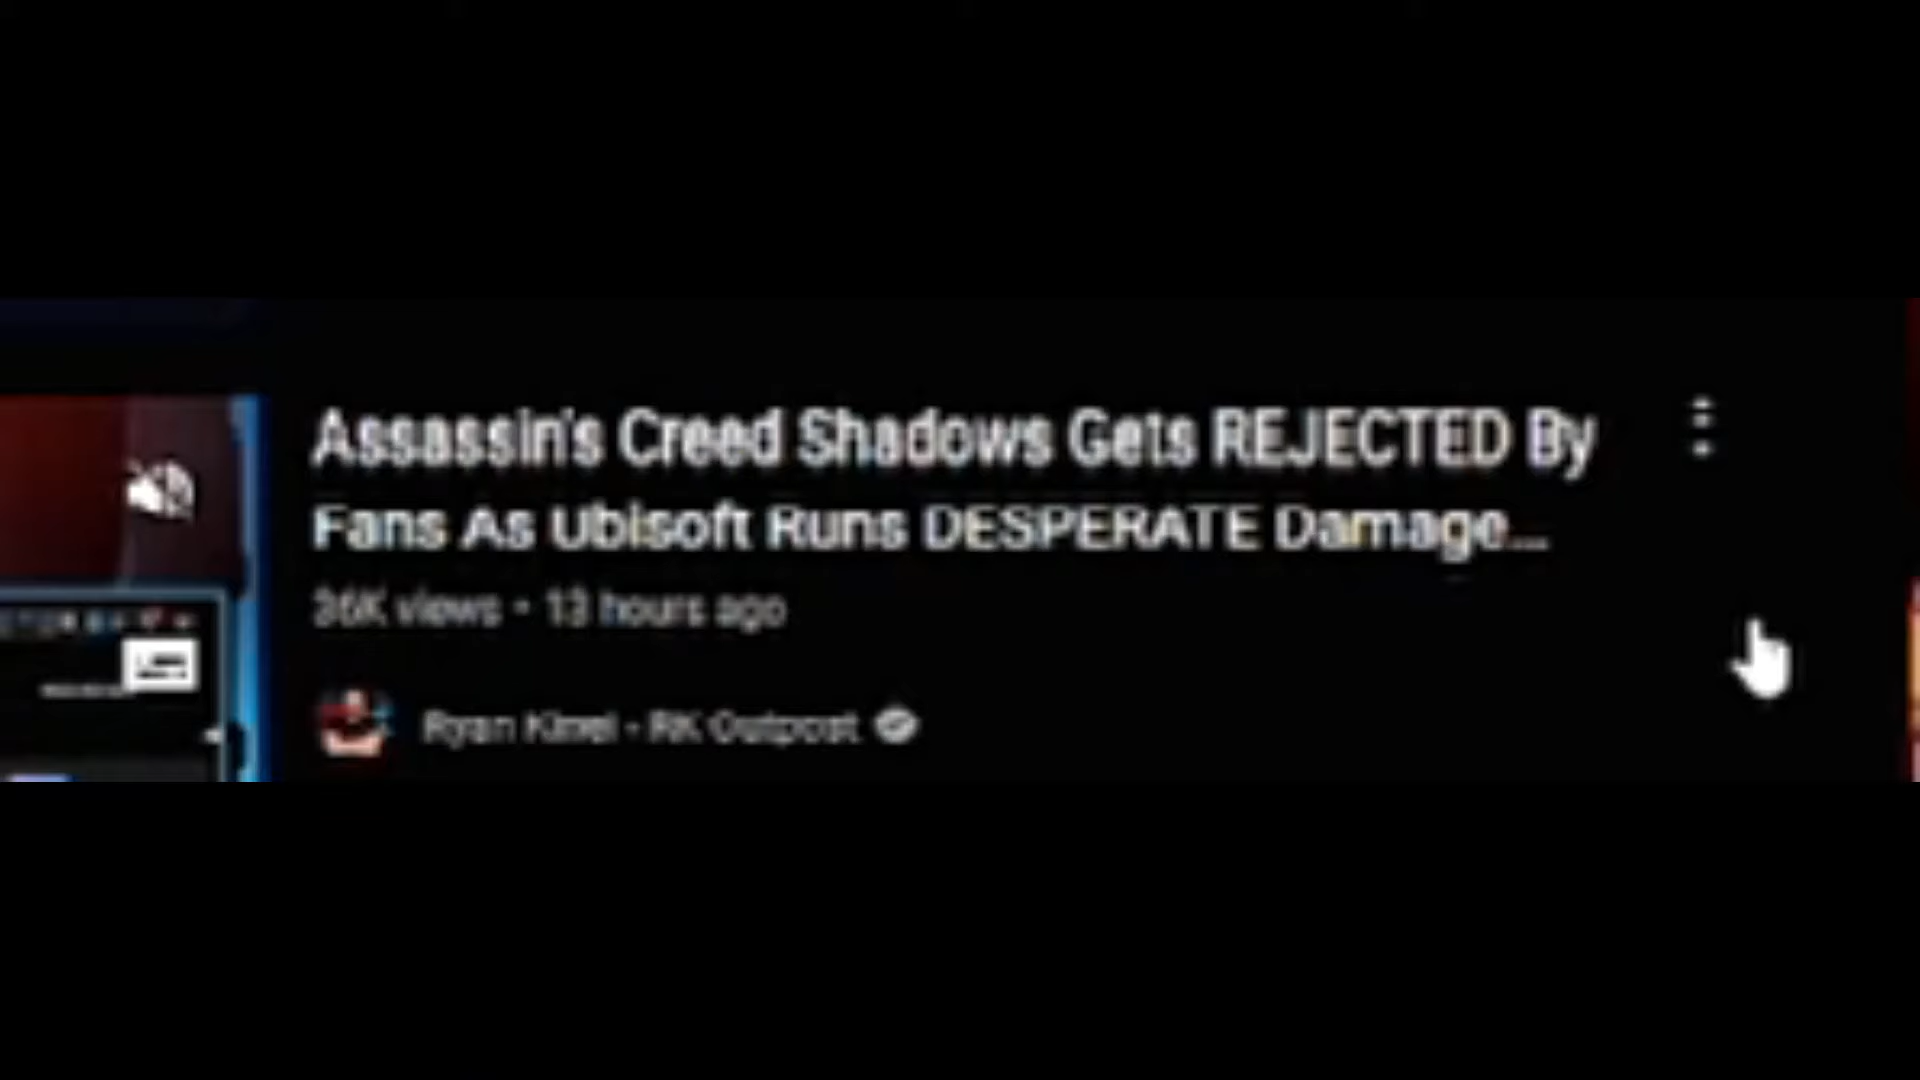 Assassin's Creed Shadows Gets REJECTED By
Fans As Ubisoft Runs DESPERATE Damage...
36K views • 13 hours ago
Ryan Kinel - RK Outpost